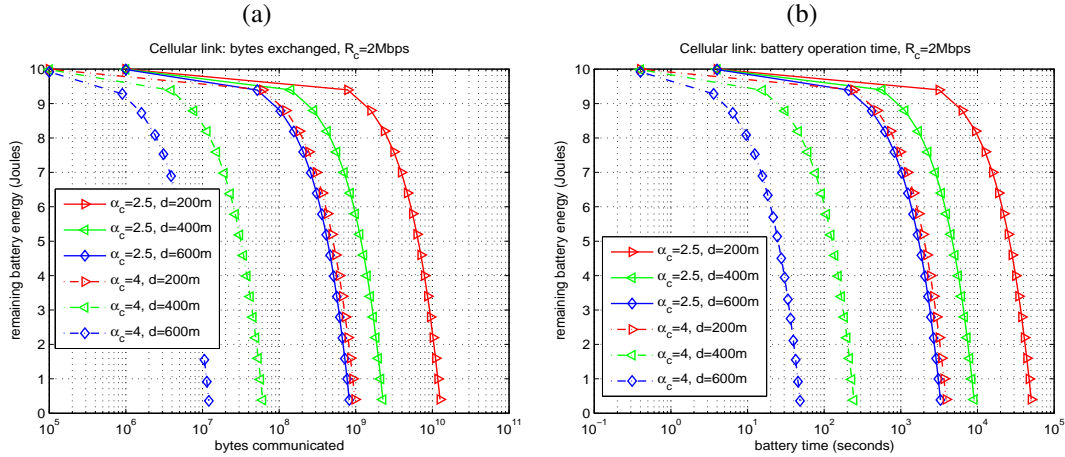 (a)
Cellular link: bytes exchanged, R_c=2Mbps
remaining battery energy (Joules)
10
9
8
7
6
5
4
3
2
1
0
α_c=2.5, d=200m
α_c=2.5, d=400m
α_c=2.5, d=600m
α_c=4, d=200m
α_c=4, d=400m
α_c=4, d=600m
10^5
10^6
10^7
10^8
10^9
10^10
10^11
bytes communicated
(b)
Cellular link: battery operation time, R_c=2Mbps
remaining battery energy (Joules)
10
9
8
7
6
5
4
3
2
1
0
α_c=2.5, d=200m
α_c=2.5, d=400m
α_c=2.5, d=600m
α_c=4, d=200m
α_c=4, d=400m
α_c=4, d=600m
10^−1
10^0
10^1
10^2
10^3
10^4
10^5
battery time (seconds)